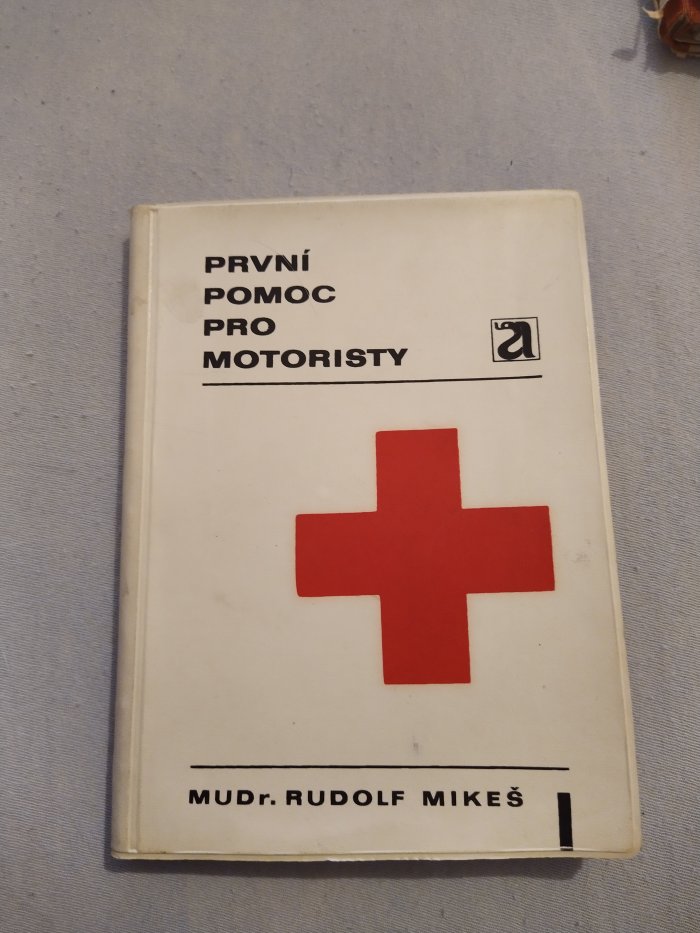 PRVNÍ
POMOC
PRO
MOTORISTY
a
MUDr. RUDOLF MIKEŠ